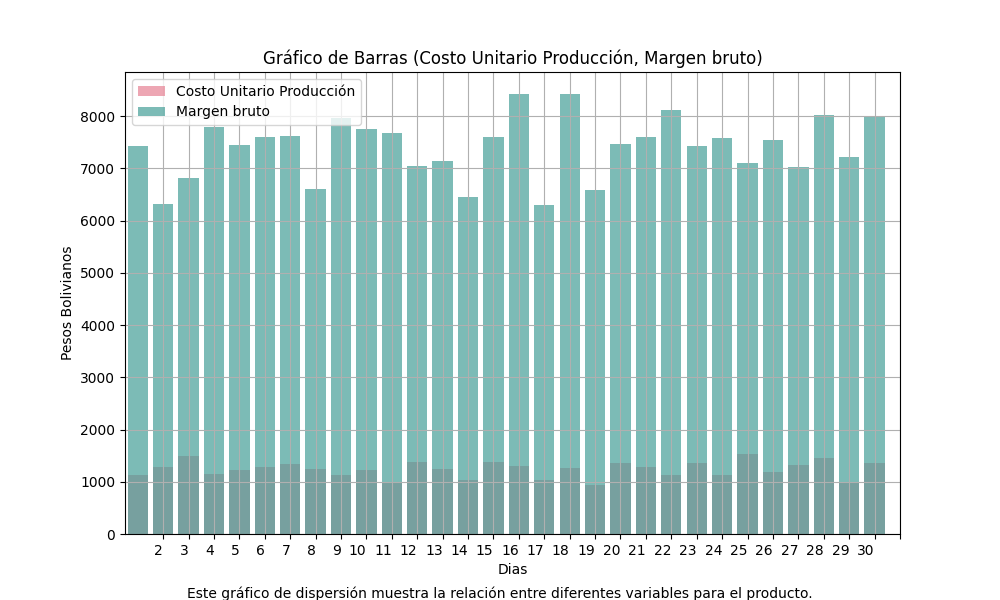 Gráfico de Barras (Costo Unitario Producción, Margen bruto)
Costo Unitario Producción
Margen bruto
8000
7000
6000
5000
4000
3000
2000
1000
0
Pesos Bolivianos
2 3 4 5 6 7 8 9 10 11 12 13 14 15 16 17 18 19 20 21 22 23 24 25 26 27 28 29 30
Dias
Este gráfico de dispersión muestra la relación entre diferentes variables para el producto.